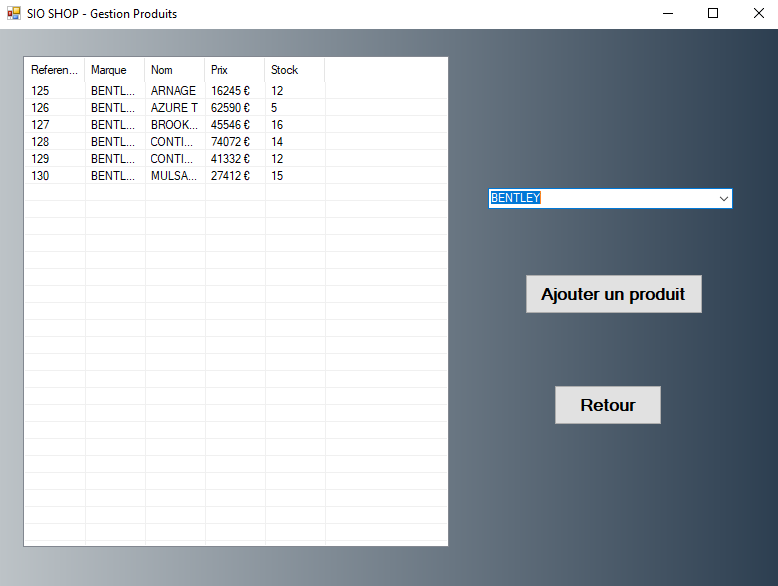 SIO SHOP - Gestion Produits
Referen... Marque Nom Prix Stock
125 BENTL... ARNAGE 16245 € 12
126 BENTL... AZURE T 62590 € 5
127 BENTL... BROOK... 45546 € 16
128 BENTL... CONTI... 74072 € 14
129 BENTL... CONTI... 41332 € 12
130 BENTL... MULSA... 27412 € 15
BENTLEY
Ajouter un produit
Retour